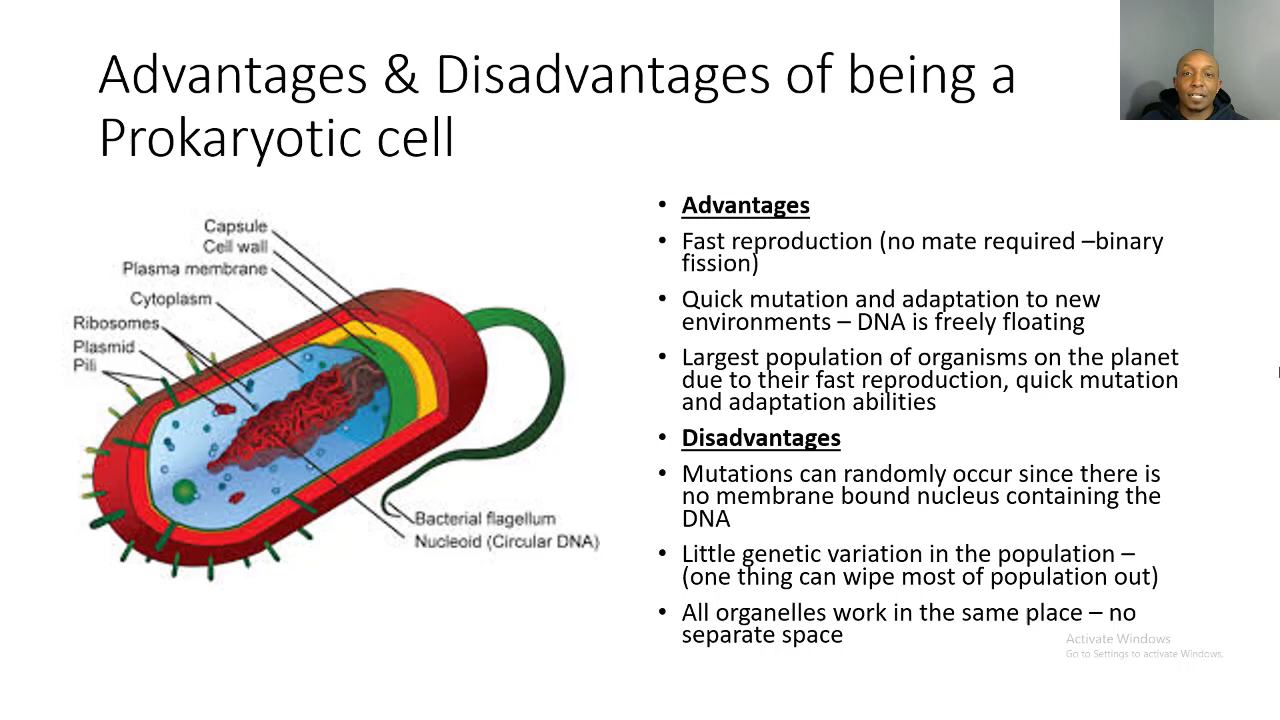 Advantages & Disadvantages of being a
Prokaryotic cell
Capsule
Cell wall
Plasma membrane
Cytoplasm
Ribosomes
Plasmid
Pili
Bacterial flagellum
Nucleoid (Circular DNA)
• Advantages
• Fast reproduction (no mate required –binary
fission)
• Quick mutation and adaptation to new
environments – DNA is freely floating
• Largest population of organisms on the planet
due to their fast reproduction, quick mutation
and adaptation abilities
• Disadvantages
• Mutations can randomly occur since there is
no membrane bound nucleus containing the
DNA
• Little genetic variation in the population –
(one thing can wipe most of population out)
• All organelles work in the same place – no
separate space
Activate Windows
Go to Settings to activate Windows.